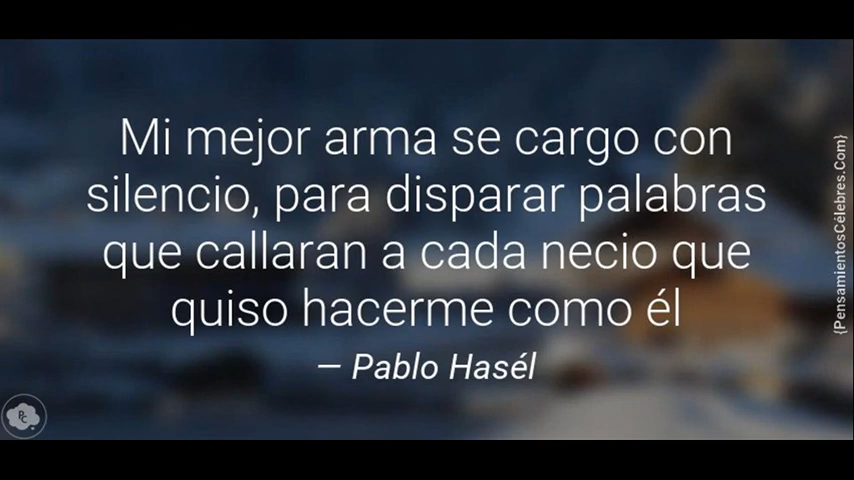 Mi mejor arma se cargo con
silencio, para disparar palabras
que callaran a cada necio que
quiso hacerme como él
— Pablo Hasél
{PensamientosCélebres.Com}
PC